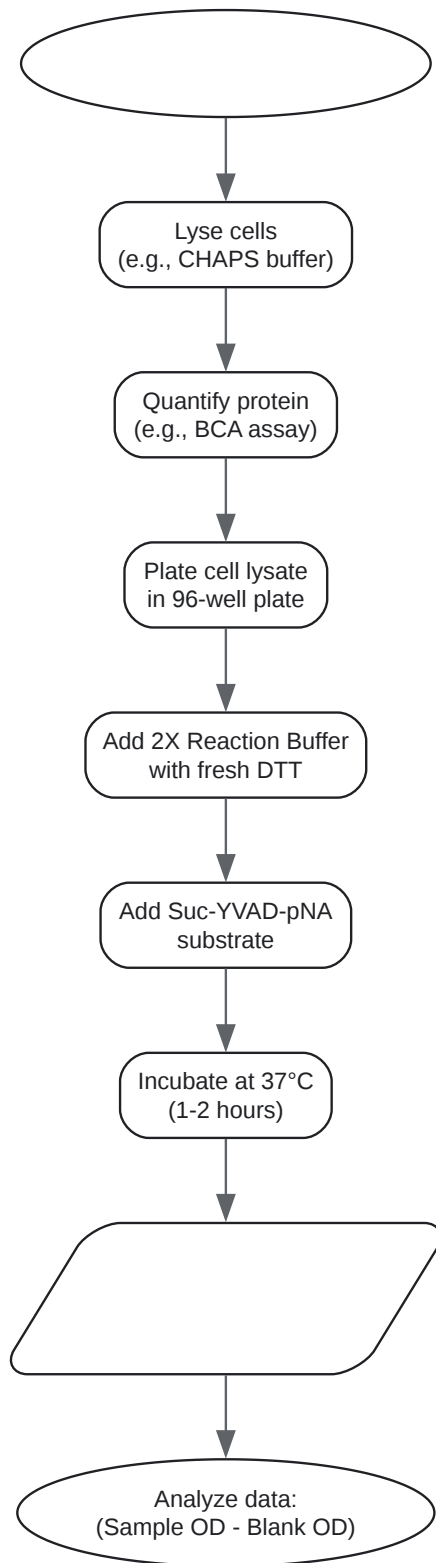 Lyse cells
(e.g., CHAPS buffer)
Quantify protein
(e.g., BCA assay)
Plate cell lysate
in 96-well plate
Add 2X Reaction Buffer
with fresh DTT
Add Suc-YVAD-pNA
substrate
Incubate at 37°C
(1-2 hours)
Analyze data:
(Sample OD - Blank OD)